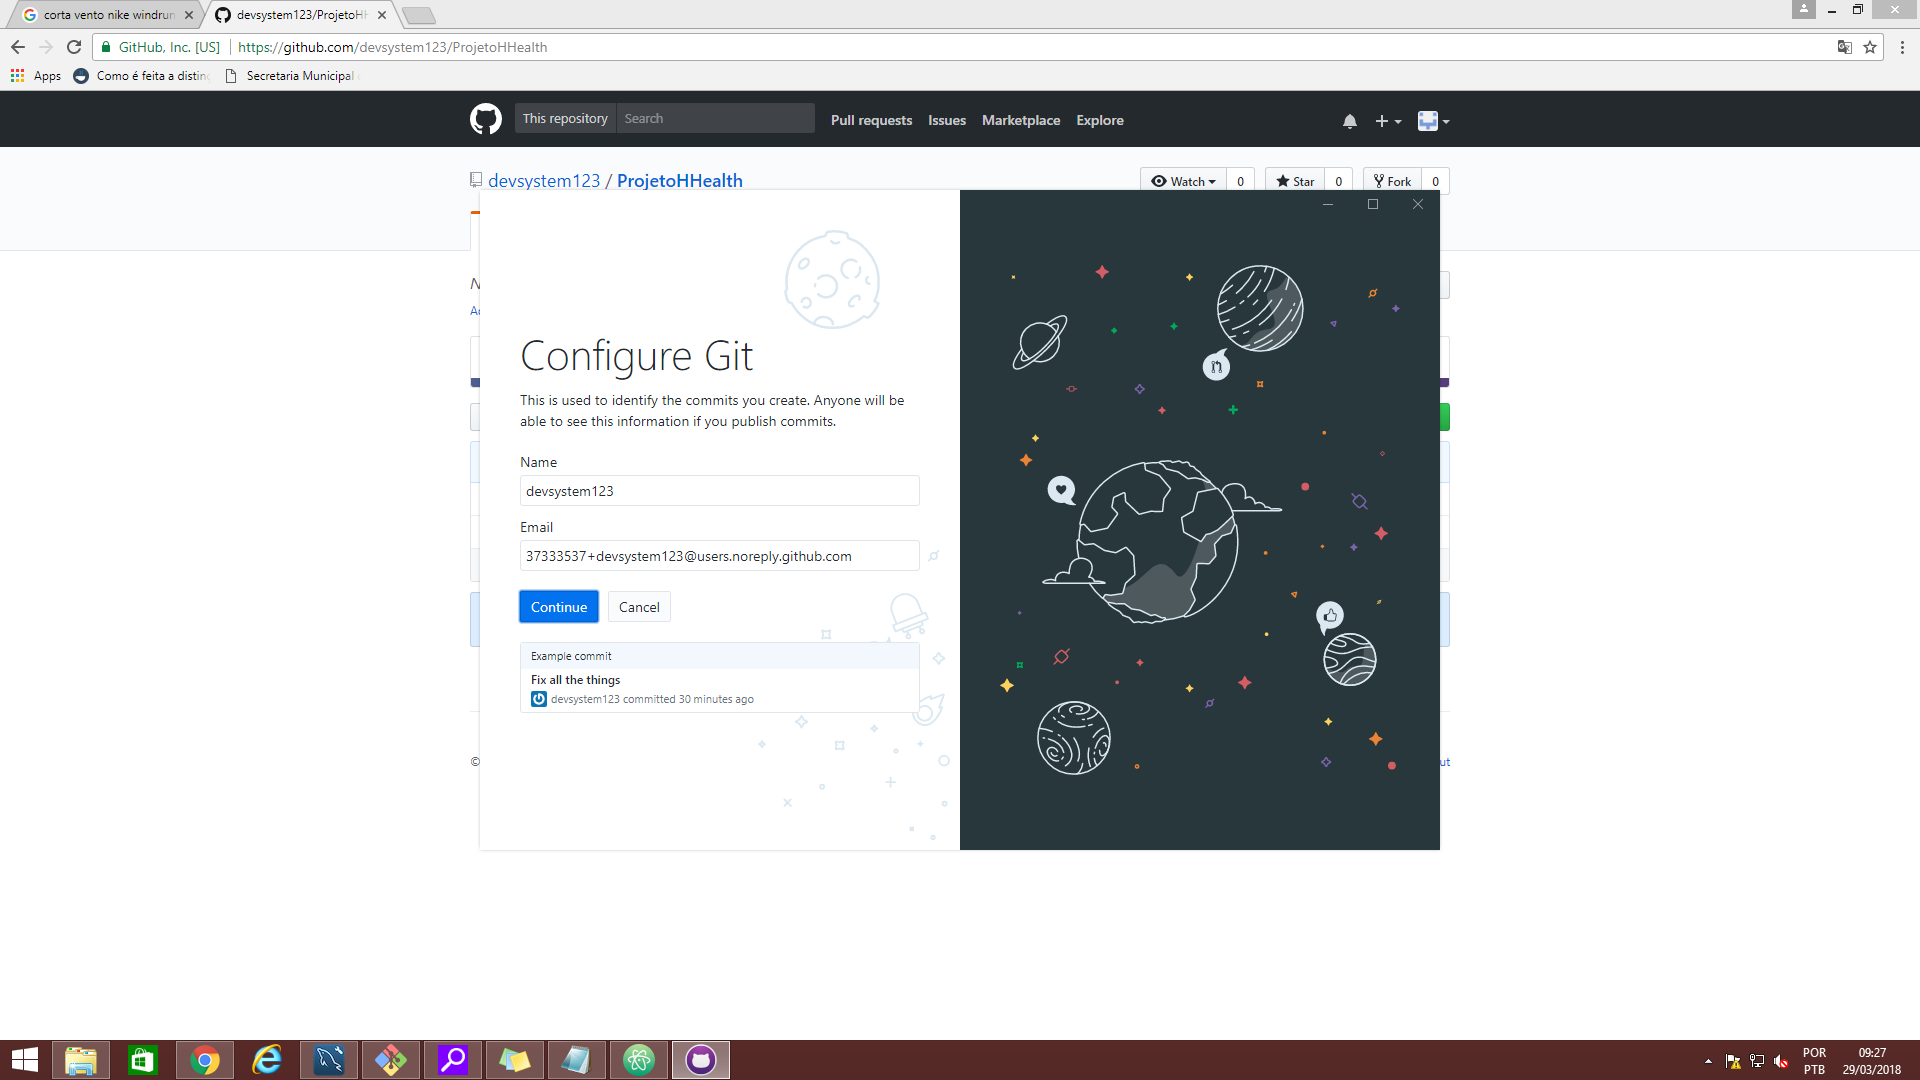 corta vento nike windrun
devsystem123/ProjetoHH
GitHub, Inc. [US]
https://github.com/devsystem123/ProjetoHHealth
Apps
Como é feita a distin
Secretaria Municipal
This repository
Search
Pull requests
Issues
Marketplace
Explore
devsystem123 / ProjetoHHealth
Watch
0
Star
0
Fork
0
Configure Git
This is used to identify the commits you create. Anyone will be
able to see this information if you publish commits.
Name
devsystem123
Email
37333537+devsystem123@users.noreply.github.com
Continue
Cancel
Example commit
Fix all the things
devsystem123 committed 30 minutes ago
©
POR
PTB
09:27
29/03/2018